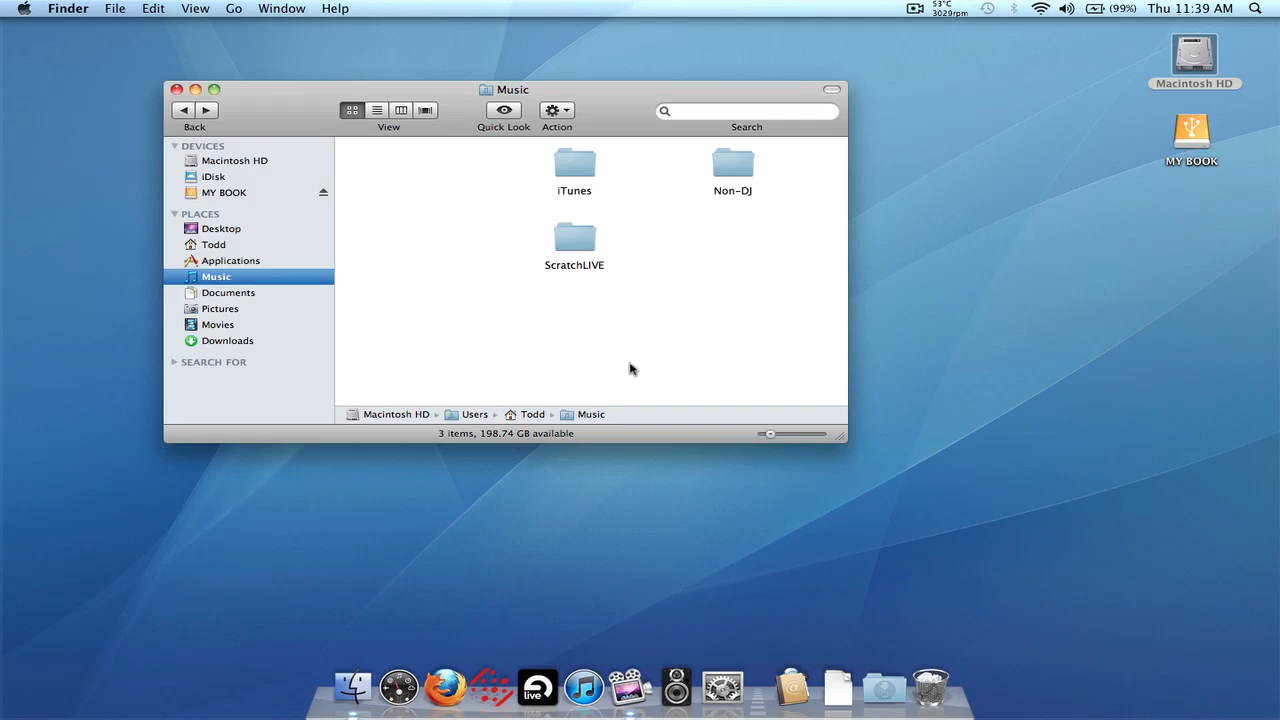 Finder File Edit View Go Window Help
53°C
3029rpm
(99%) Thu 11:39 AM
Macintosh HD
MY BOOK
Music
Back View Quick Look Action Search
DEVICES
Macintosh HD
iDisk
MY BOOK
PLACES
Desktop
Todd
Applications
Music
Documents
Pictures
Movies
Downloads
SEARCH FOR
iTunes Non-DJ
ScratchLIVE
Macintosh HD Users Todd Music
3 items, 198.74 GB available
live